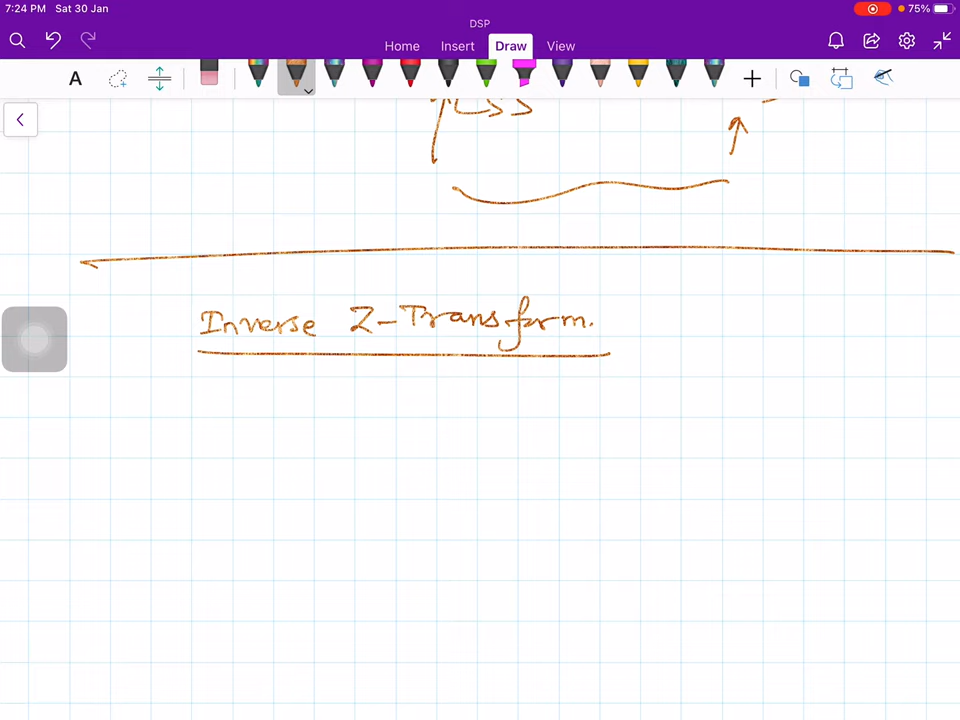 7:24 PM Sat 30 Jan
75%
DSP
Home Insert Draw View
A
Inverse Z-Transform.